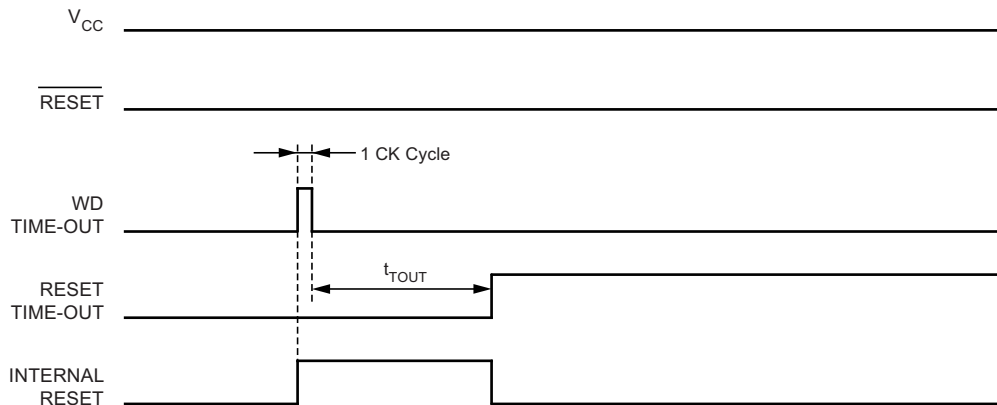 VCC
RESET
1 CK Cycle
WD
TIME-OUT
tTOUT
RESET
TIME-OUT
INTERNAL
RESET